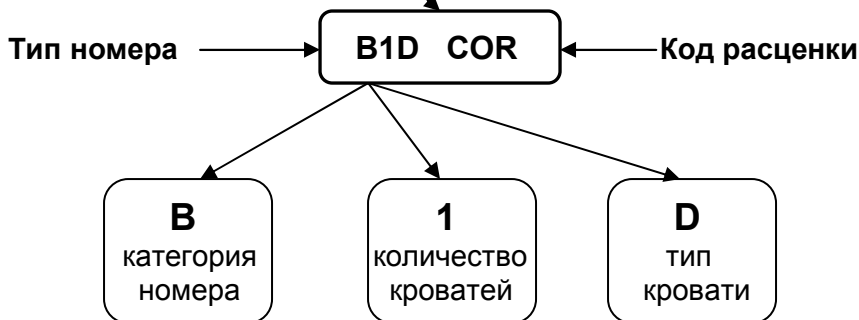 Тип номера B1D COR Код расценки
B 1 D
категория количество тип
номера кроватей кровати